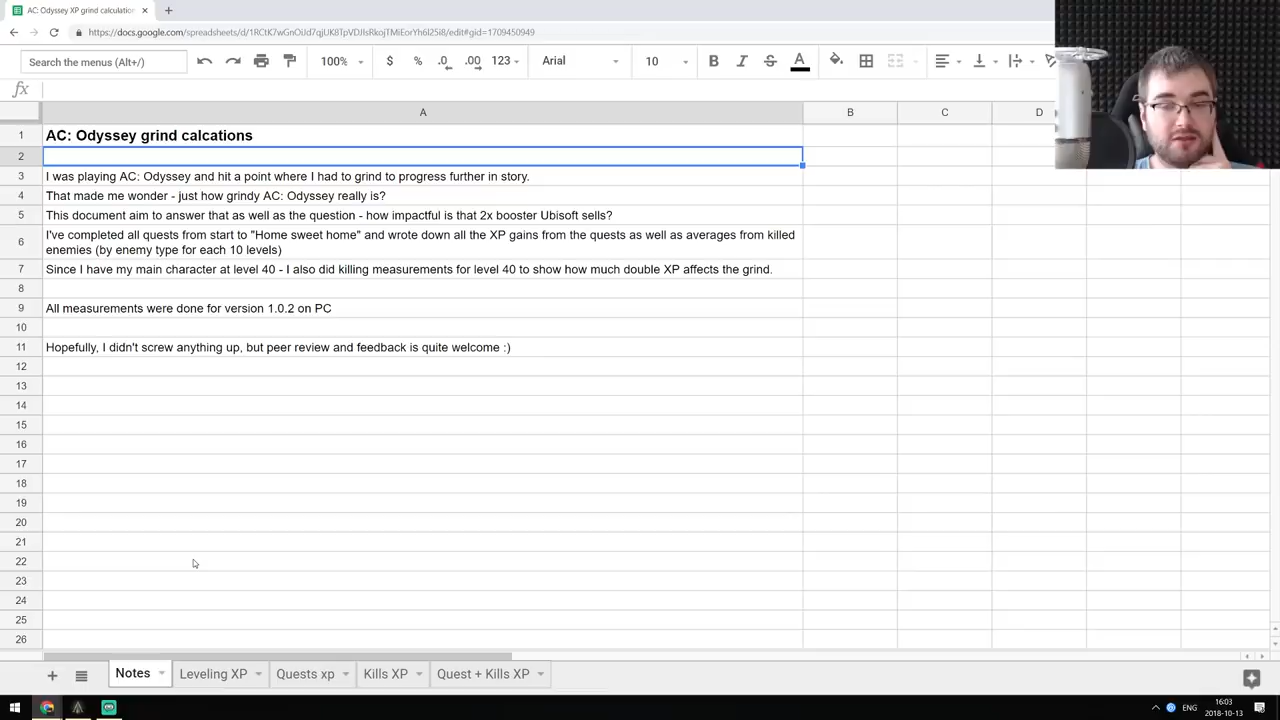 AC: Odyssey XP grind calculation
https://docs.google.com/spreadsheets/d/
Search the menus (Alt+/)
100%
$
%
.0
.00
123
Arial
10
B
I
S
A
fx
A
B
C
D
1 AC: Odyssey grind calcations
2
3 I was playing AC: Odyssey and hit a point where I had to grind to progress further in story.
4 That made me wonder - just how grindy AC: Odyssey really is?
5 This document aim to answer that as well as the question - how impactful is that 2x booster Ubisoft sells?
6 I've completed all quests from start to "Home sweet home" and wrote down all the XP gains from the quests as well as averages from killed
enemies (by enemy type for each 10 levels)
7 Since I have my main character at level 40 - I also did killing measurements for level 40 to show how much double XP affects the grind.
8
9 All measurements were done for version 1.0.2 on PC
10
11 Hopefully, I didn't screw anything up, but peer review and feedback is quite welcome :)
12
13
14
15
16
17
18
19
20
21
22
23
24
25
26
Notes
Leveling XP
Quests xp
Kills XP
Quest + Kills XP
ENG
16:03
2018-10-13